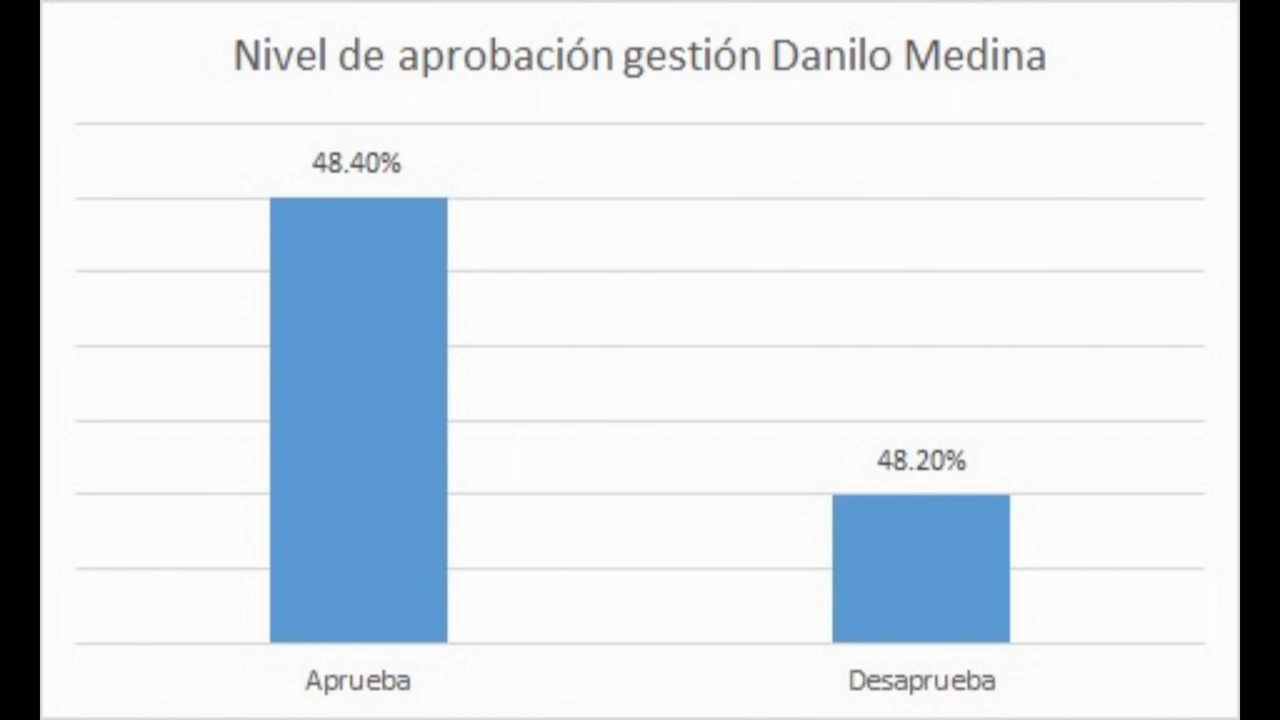 Nivel de aprobación gestión Danilo Medina
48.40%
48.20%
Aprueba
Desaprueba